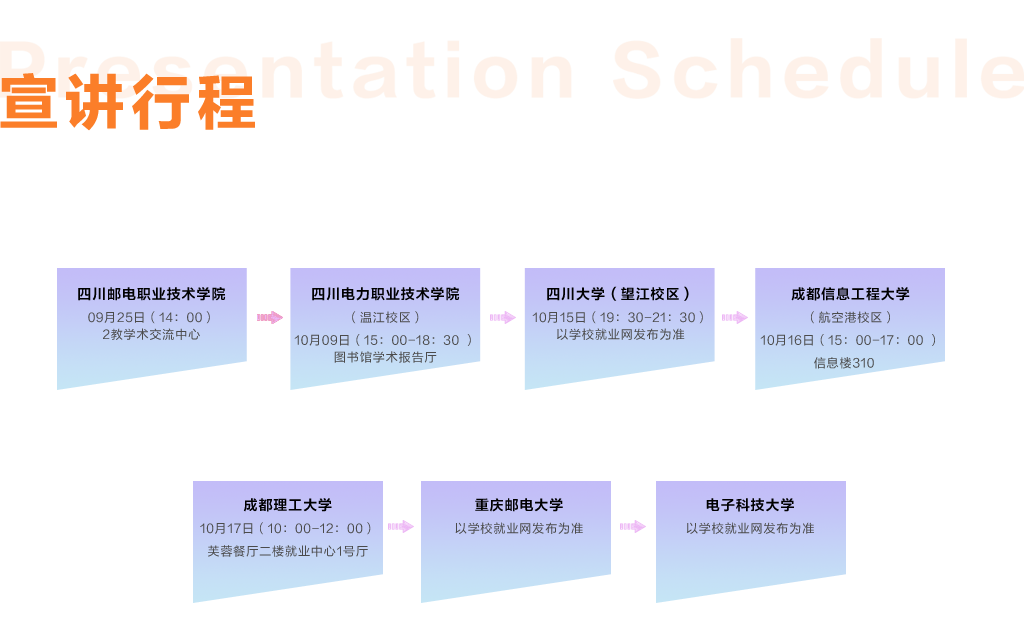 Presentation Schedule
宣讲行程
四川邮电职业技术学院
09月25日（14：00）
2教学术交流中心
四川电力职业技术学院
（温江校区）
10月09日（15：00-18：30 ）
图书馆学术报告厅
四川大学（望江校区）
10月15日（19：30-21：30）
以学校就业网发布为准
成都信息工程大学
（航空港校区）
10月16日（15：00-17：00 ）
信息楼310
成都理工大学
10月17日（10：00-12：00）
芙蓉餐厅二楼就业中心1号厅
重庆邮电大学
以学校就业网发布为准
电子科技大学
以学校就业网发布为准